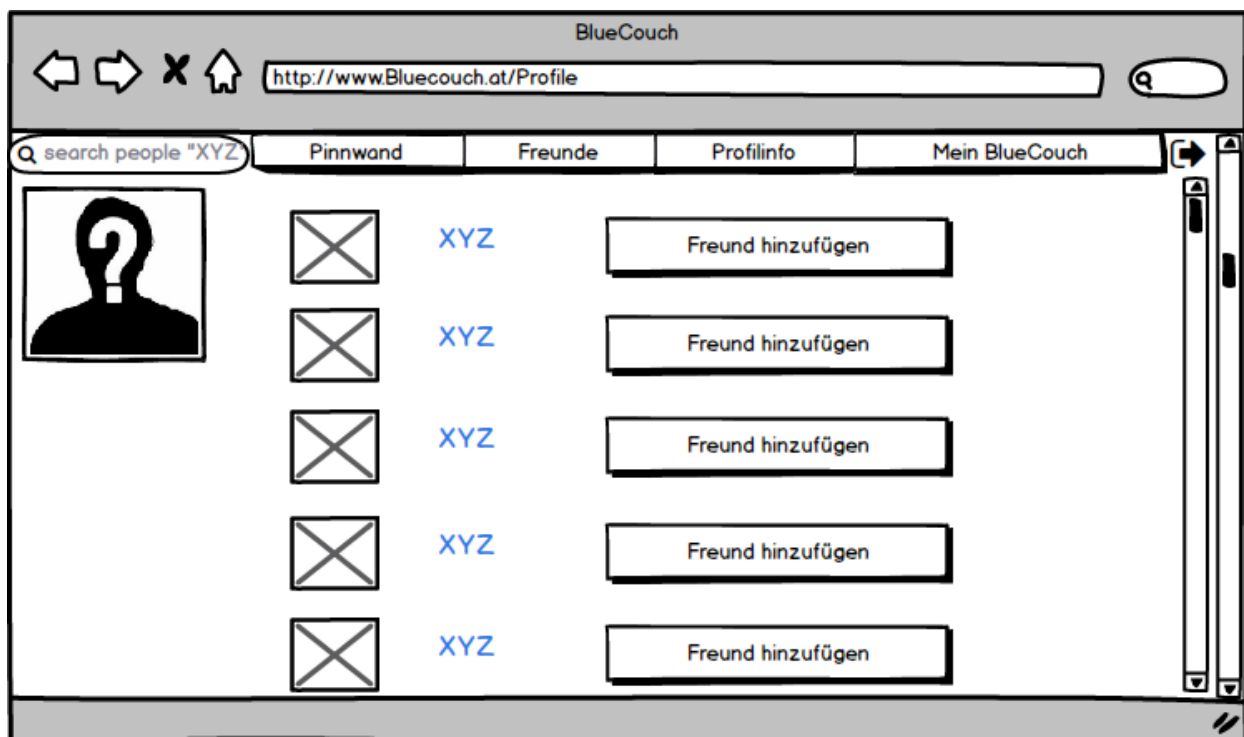 BlueCouch
http://www.Bluecouch.at/Profile
search people "XYZ"
Pinnwand
Freunde
Profilinfo
Mein BlueCouch
XYZ
Freund hinzufügen
XYZ
Freund hinzufügen
XYZ
Freund hinzufügen
XYZ
Freund hinzufügen
XYZ
Freund hinzufügen